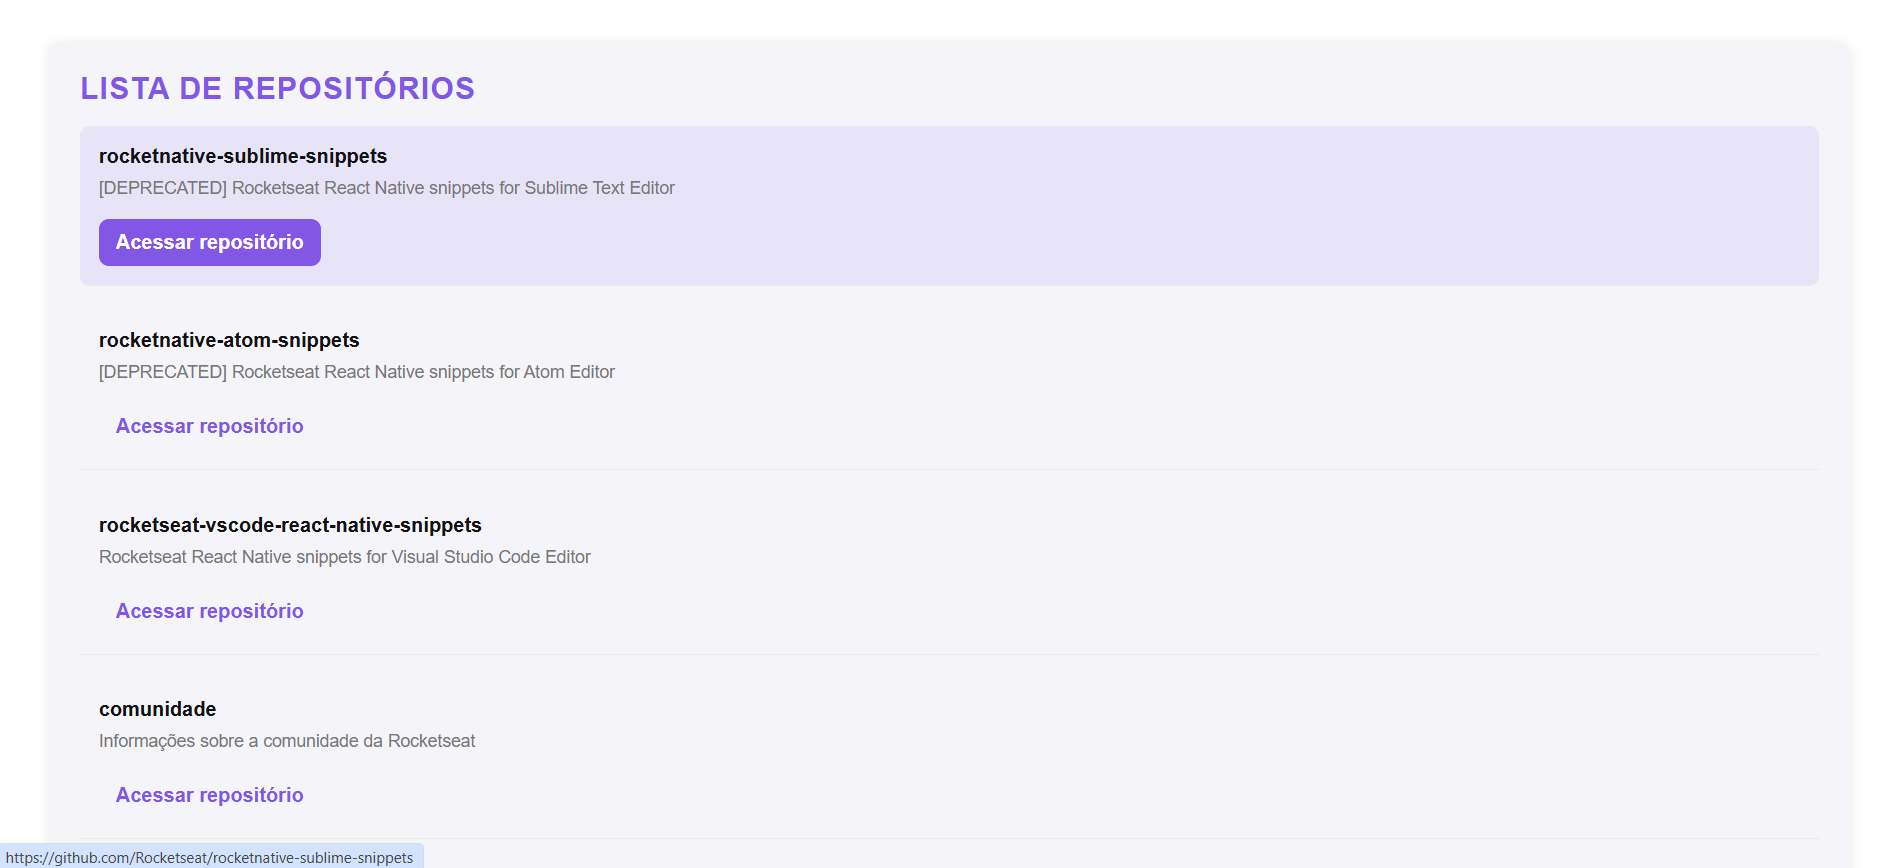 LISTA DE REPOSITÓRIOS
rocketnative-sublime-snippets
[DEPRECATED] Rocketseat React Native snippets for Sublime Text Editor
Acessar repositório
rocketnative-atom-snippets
[DEPRECATED] Rocketseat React Native snippets for Atom Editor
Acessar repositório
rocketseat-vscode-react-native-snippets
Rocketseat React Native snippets for Visual Studio Code Editor
Acessar repositório
comunidade
Informações sobre a comunidade da Rocketseat
Acessar repositório
https://github.com/Rocketseat/rocketnative-sublime-snippets